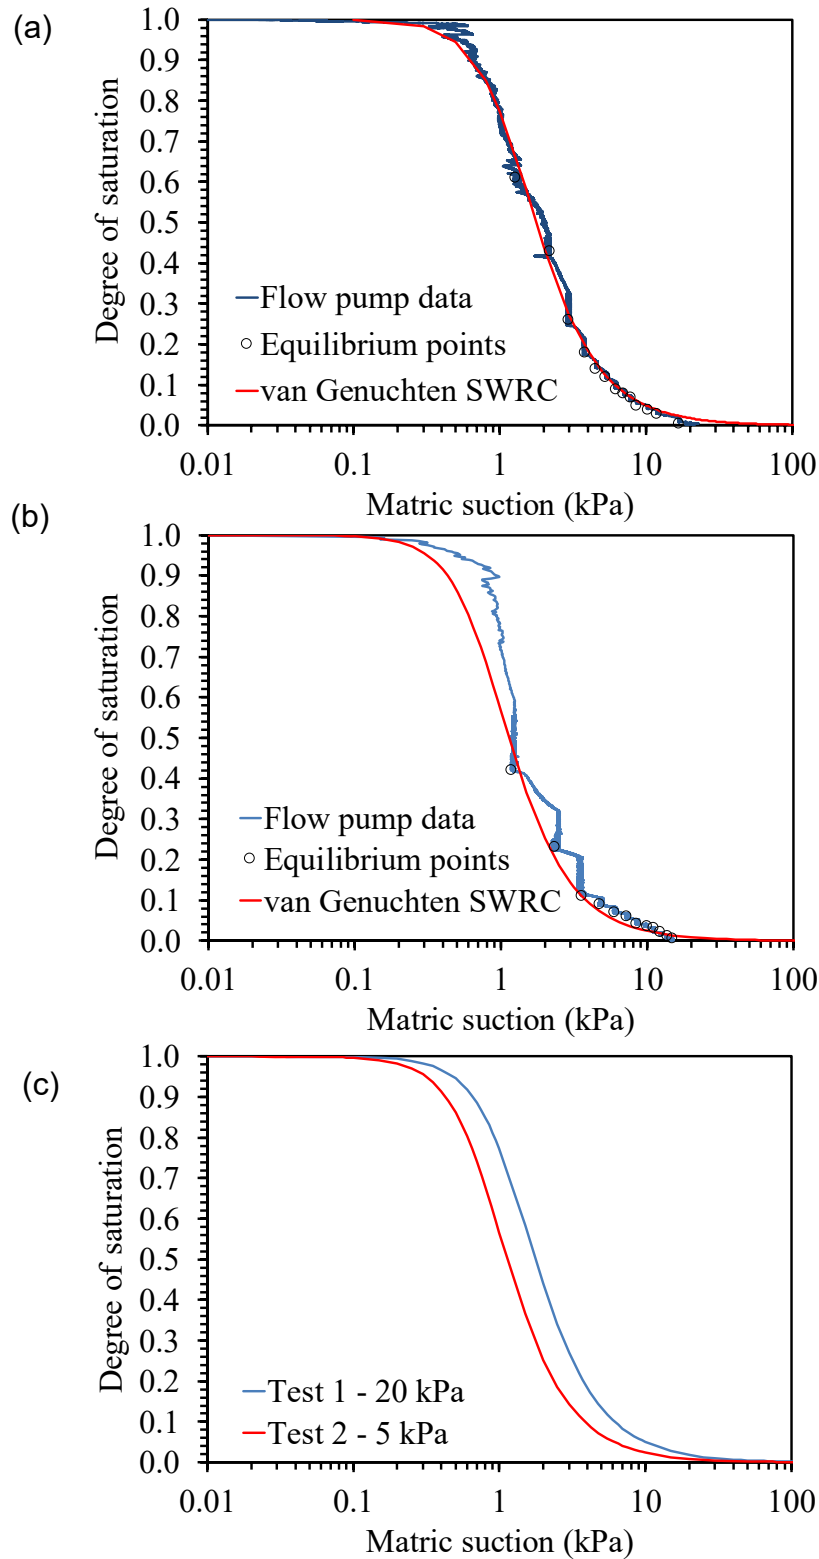 (a)
1.0
0.9
0.8
0.7
0.6
0.5
0.4
0.3
0.2
0.1
0.0
Degree of saturation
Flow pump data
Equilibrium points
van Genuchten SWRC
0.01 0.1 1 10 100
Matric suction (kPa)
(b)
1.0
0.9
0.8
0.7
0.6
0.5
0.4
0.3
0.2
0.1
0.0
Degree of saturation
Flow pump data
Equilibrium points
van Genuchten SWRC
0.01 0.1 1 10 100
Matric suction (kPa)
(c)
1.0
0.9
0.8
0.7
0.6
0.5
0.4
0.3
0.2
0.1
0.0
Degree of saturation
Test 1 - 20 kPa
Test 2 - 5 kPa
0.01 0.1 1 10 100
Matric suction (kPa)